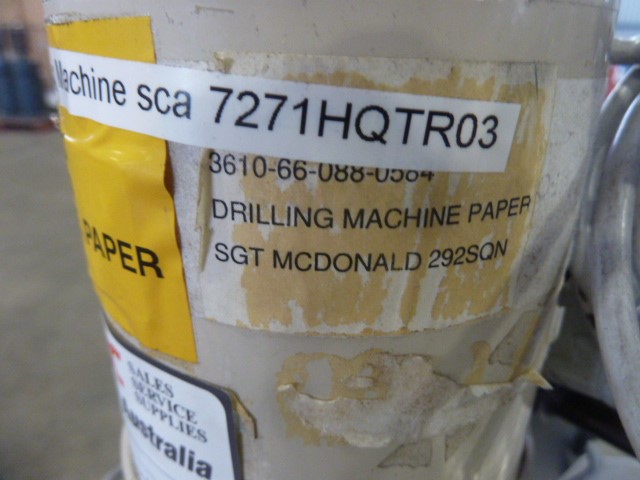 Machine sca 7271HQTR03
3610-66-088-0584
DRILLING MACHINE PAPER
SGT MCDONALD 292SQN
PAPER
SALES
SERVICE
SUPPLIES
Australia